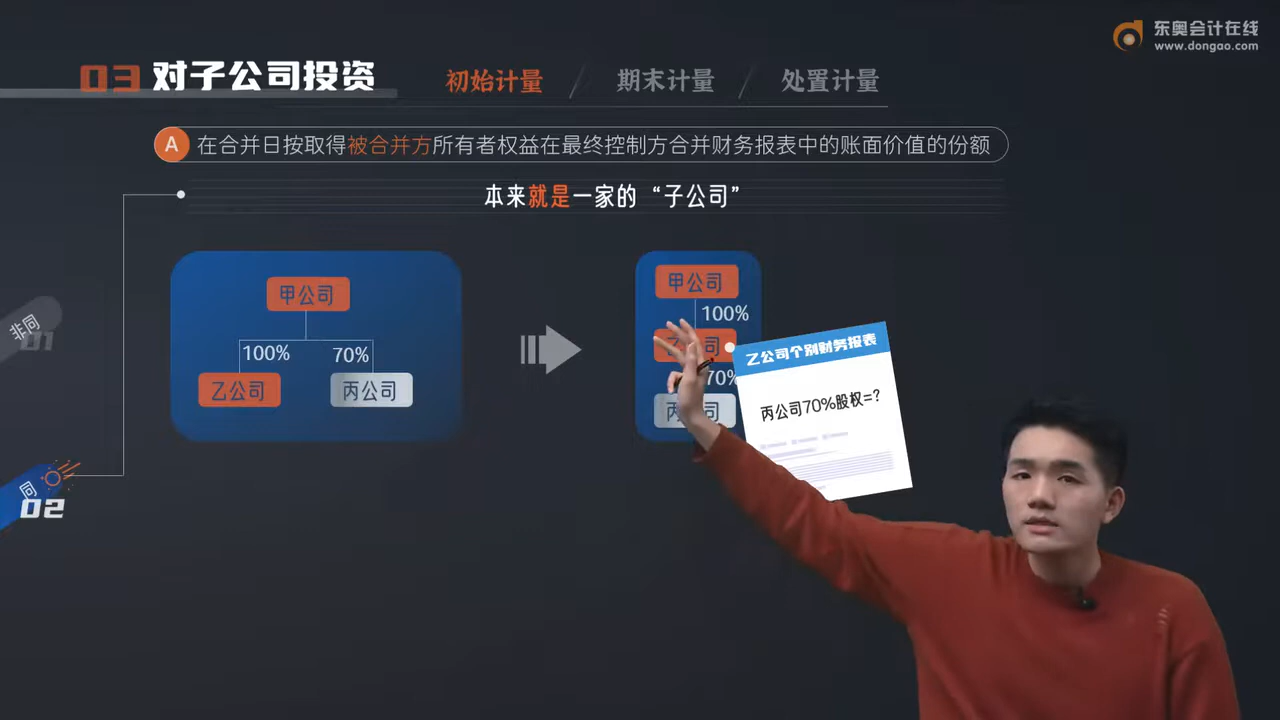 东奥会计在线
www.dongao.com
03 对子公司投资
初始计量
期末计量
处置计量
A 在合并日按取得被合并方所有者权益在最终控制方合并财务报表中的账面价值的份额
本来就是一家的“子公司”
甲公司
100%
70%
乙公司
丙公司
甲公司
100%
司
70%
丙 司
乙公司个别财务报表
丙公司70%股权=?
非同
01
同
02